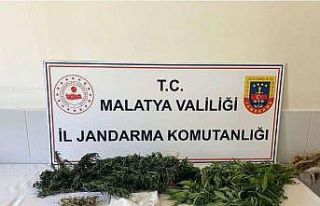 T.C.
MALATYA VALİLİĞİ
İL JANDARMA KOMUTANLIĞI